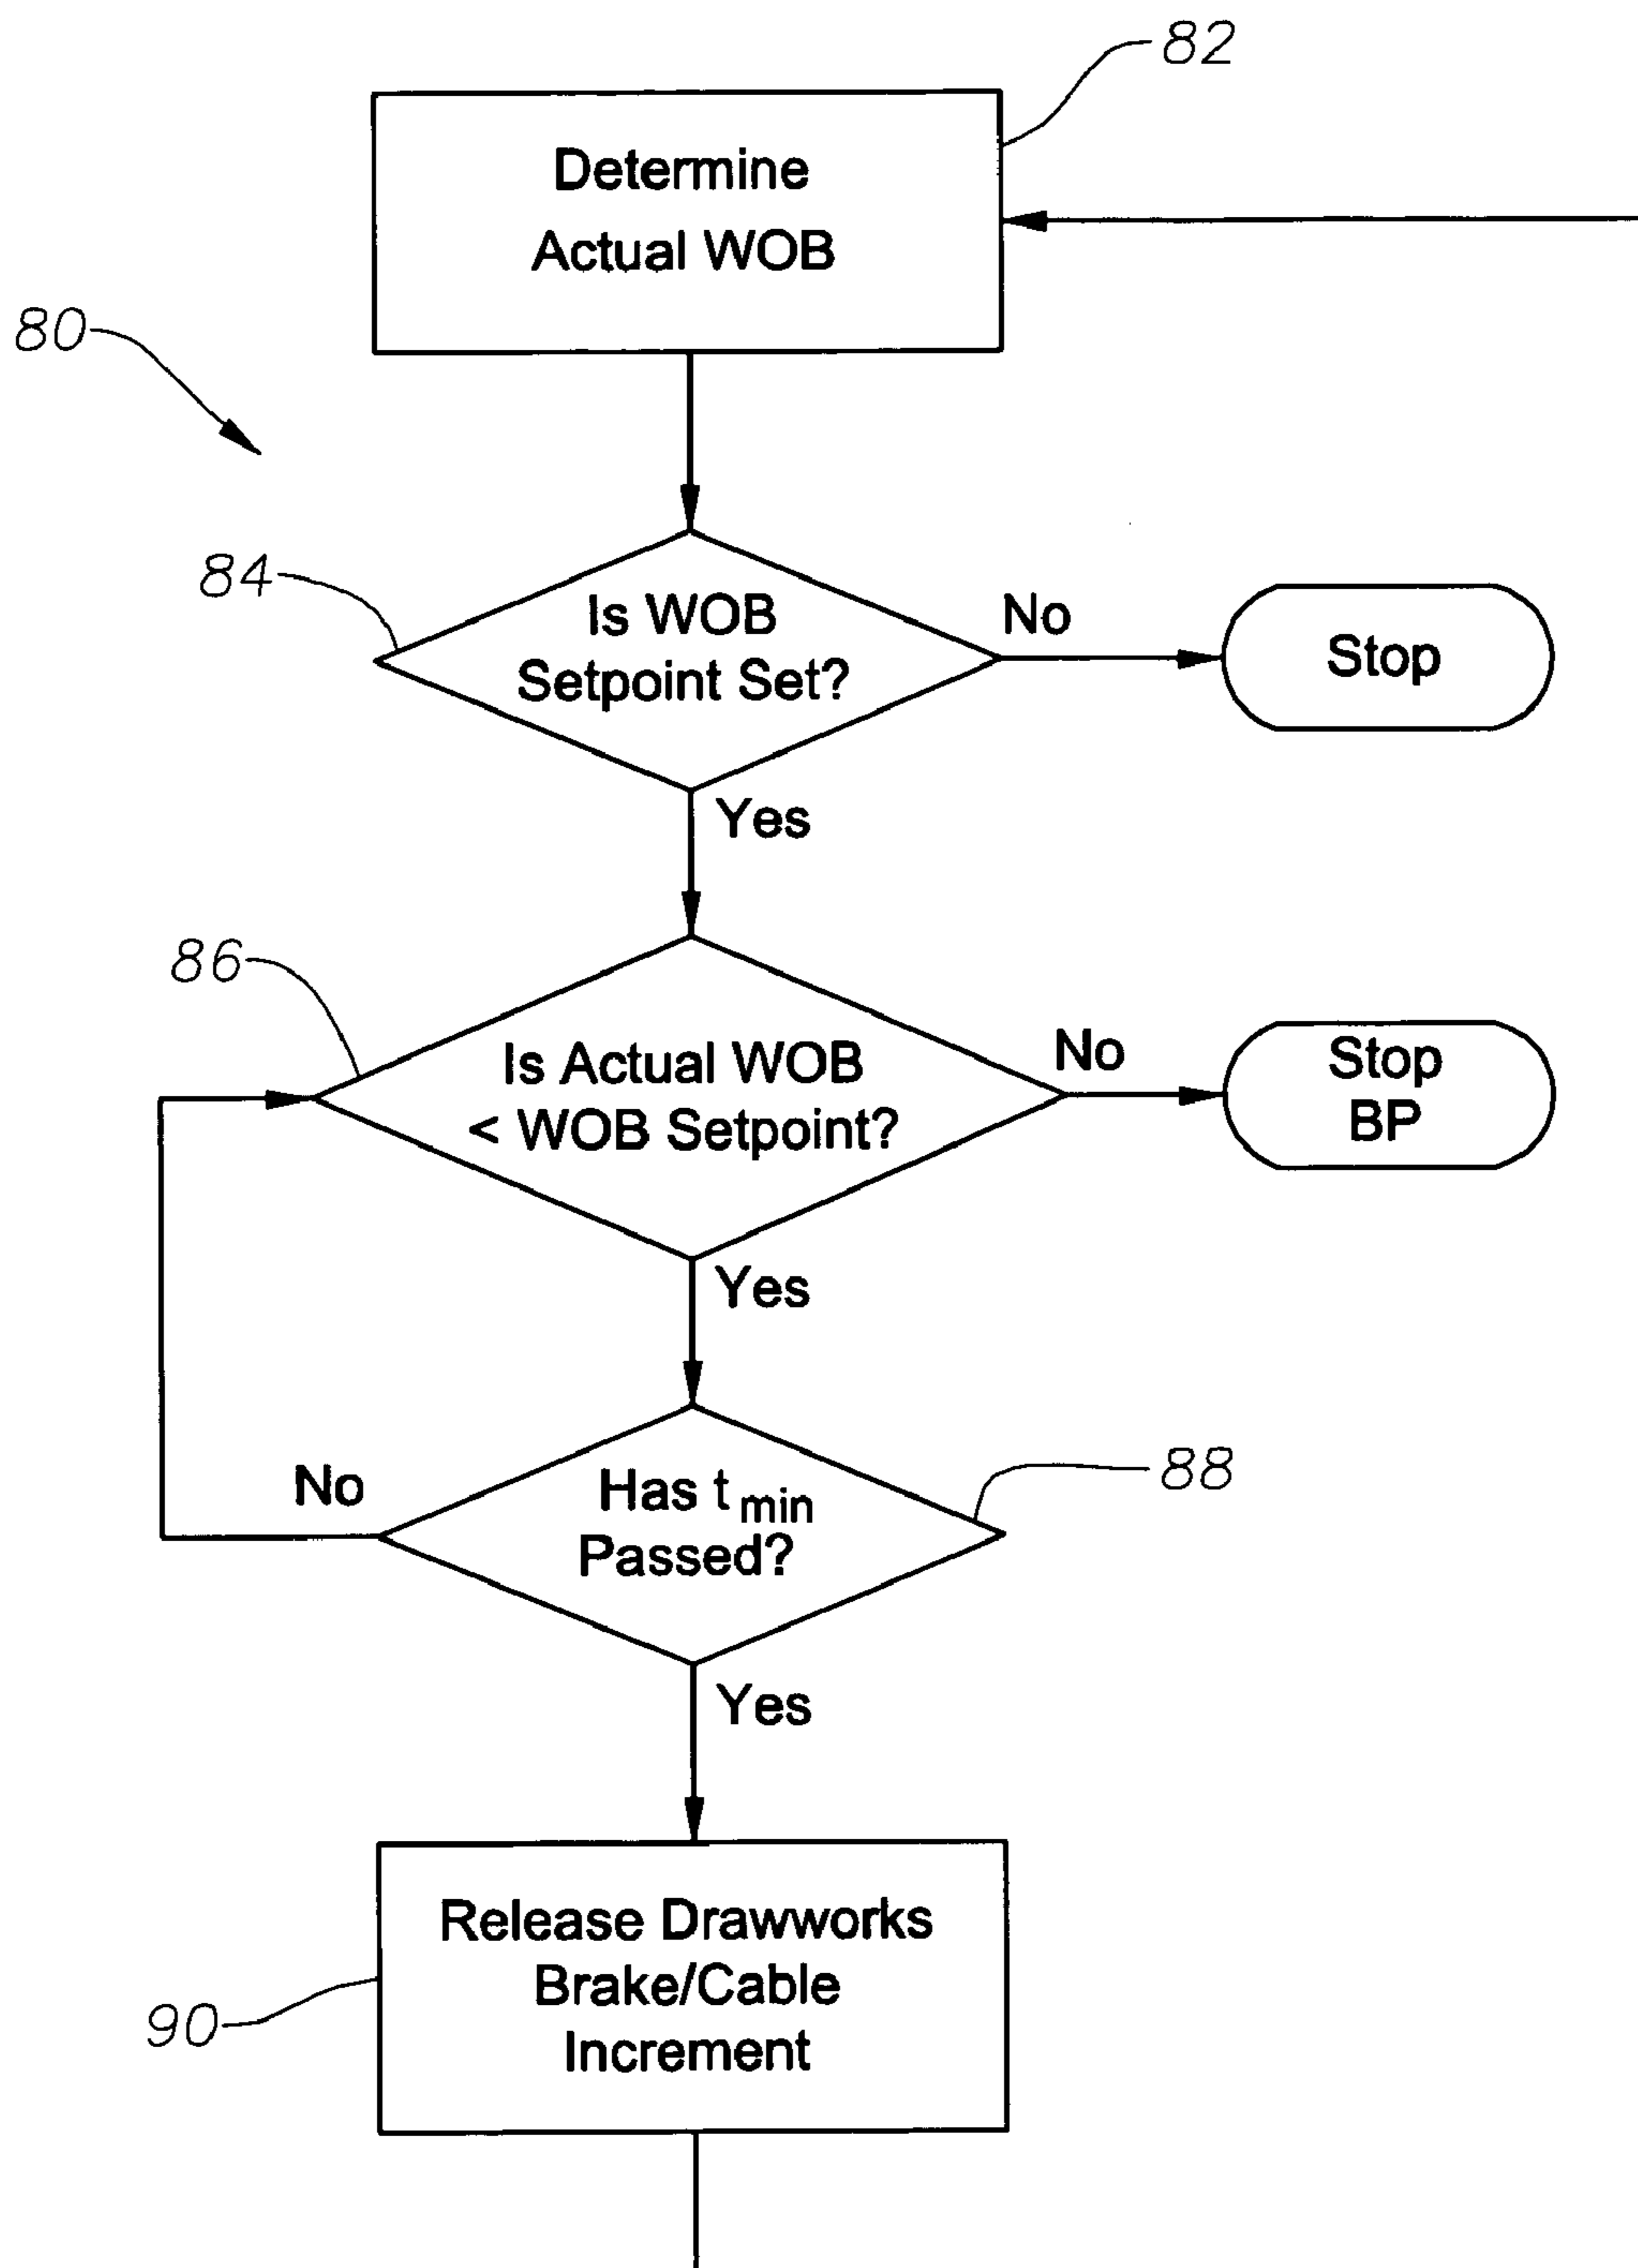 82
Determine
Actual WOB
80
84
Is WOB
Setpoint Set?
No
Stop
Yes
86
Is Actual WOB
< WOB Setpoint?
No
Stop
BP
Yes
88
No
Has t min
Passed?
Yes
Release Drawworks
Brake/Cable
Increment
90